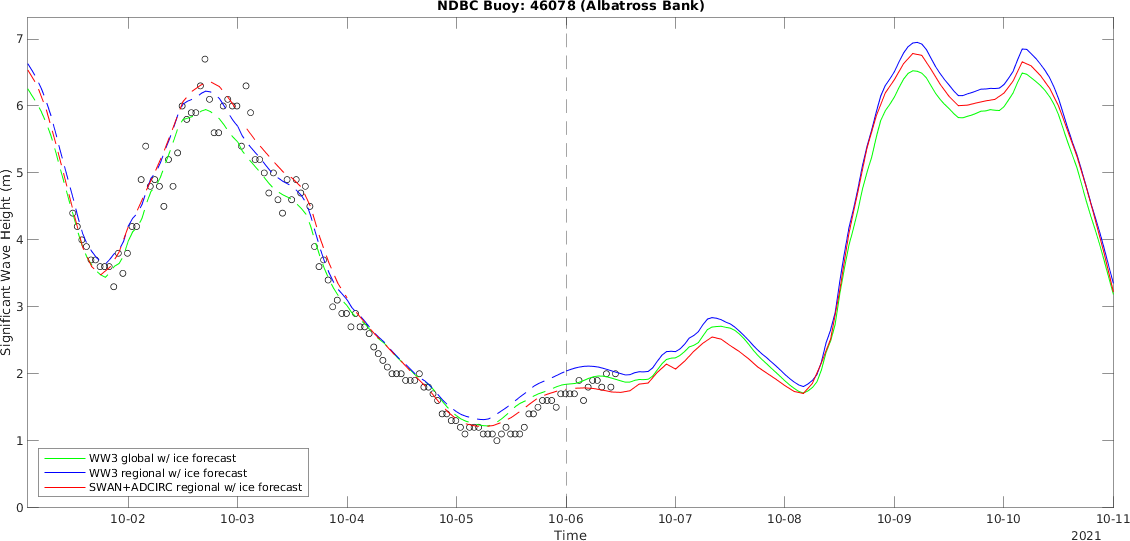 NDBC Buoy: 46078 (Albatross Bank)
Significant Wave Height (m)
7
6
5
4
3
2
1
0
WW3 global w/ ice forecast
WW3 regional w/ ice forecast
SWAN+ADCIRC regional w/ ice forecast
10-02 10-03 10-04 10-05 10-06 10-07 10-08 10-09 10-10 10-11
Time
2021